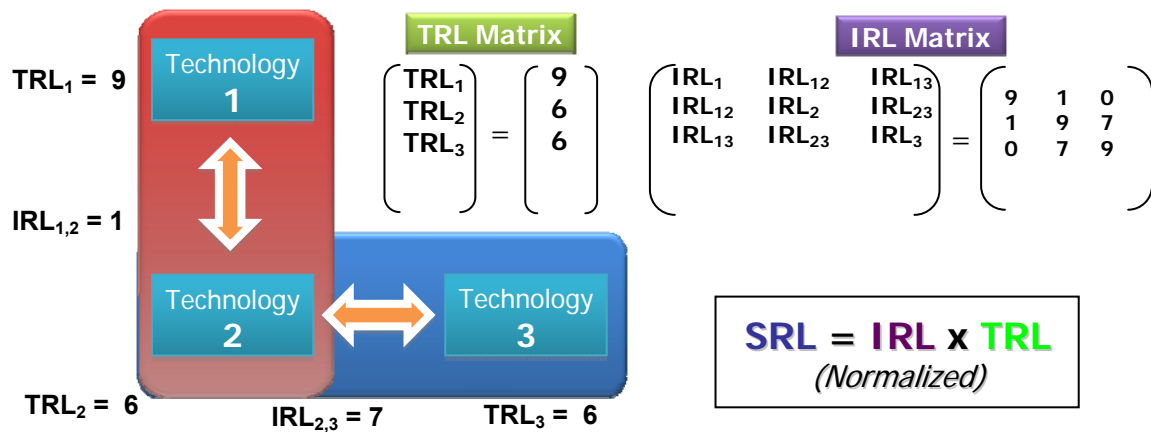 TRL Matrix
IRL Matrix
Technology
1
TRL₁ = 9
TRL₁
TRL₂
TRL₃
=
9
6
6
IRL₁ IRL₁₂ IRL₁₃
IRL₁₂ IRL₂ IRL₂₃
IRL₁₃ IRL₂₃ IRL₃
=
9 1 0
1 9 7
0 7 9
IRL₁,₂ = 1
Technology
2
Technology
3
SRL = IRL x TRL
(Normalized)
TRL₂ = 6
IRL₂,₃ = 7
TRL₃ = 6